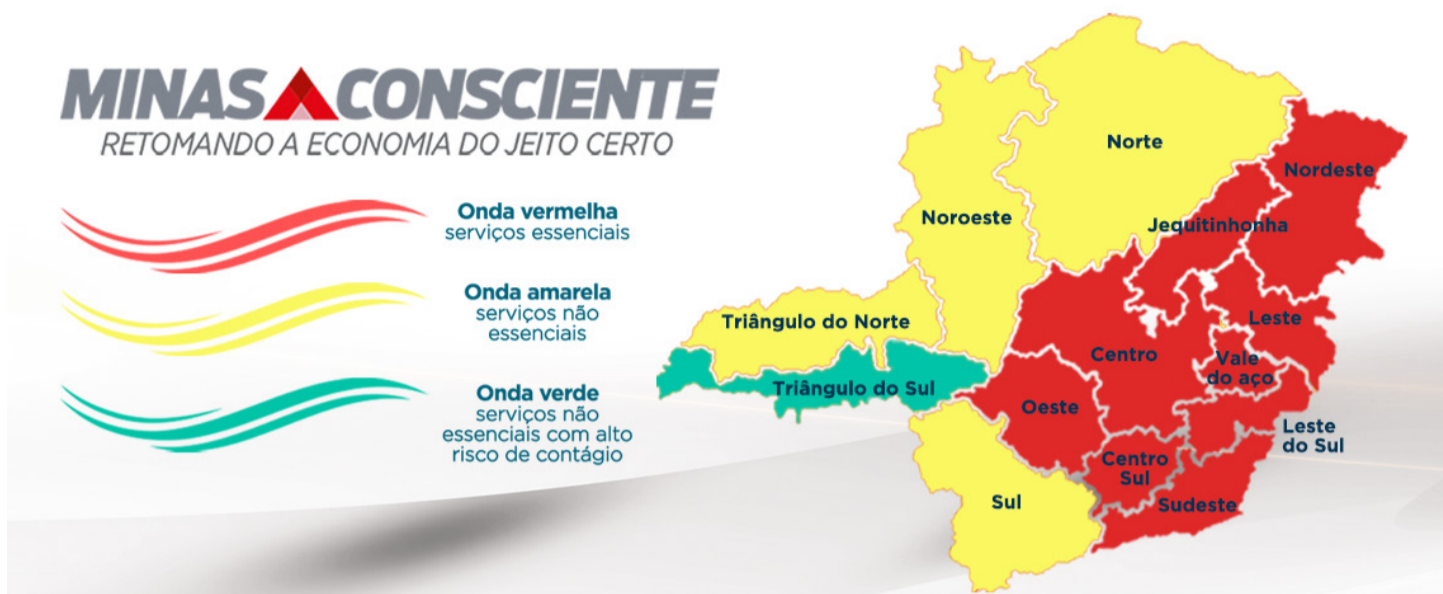 MINAS CONSCIENTE
RETOMANDO A ECONOMIA DO JEITO CERTO
Onda vermelha
serviços essenciais
Onda amarela
serviços não
essenciais
Onda verde
serviços não
essenciais com alto
risco de contágio
Norte
Nordeste
Noroeste
Jequitinhonha
Triângulo do Norte
Leste
Centro
Vale
do aço
Triângulo do Sul
Oeste
Leste
do Sul
Centro
Sul
Sul
Sudeste